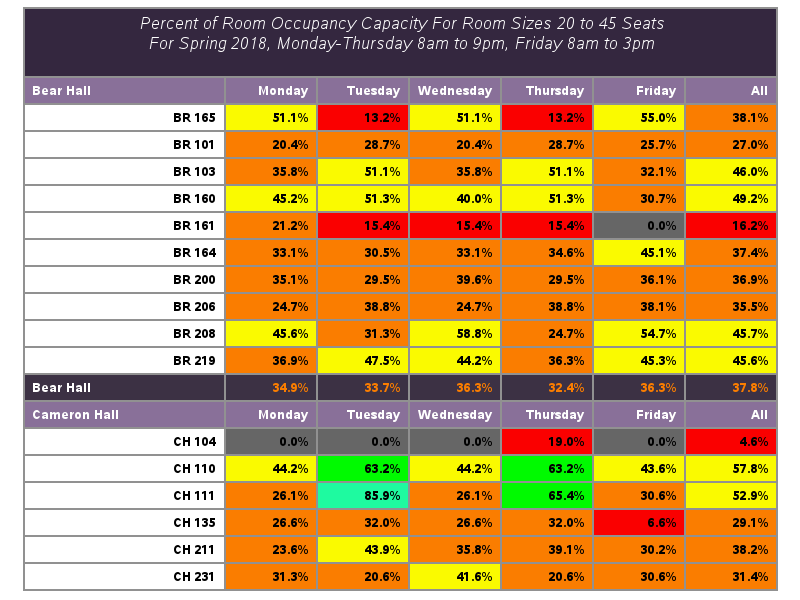 Percent of Room Occupancy Capacity For Room Sizes 20 to 45 Seats
For Spring 2018, Monday-Thursday 8am to 9pm, Friday 8am to 3pm
Bear Hall Monday Tuesday Wednesday Thursday Friday All
BR 165 51.1% 13.2% 51.1% 13.2% 55.0% 38.1%
BR 101 20.4% 28.7% 20.4% 28.7% 25.7% 27.0%
BR 103 35.8% 51.1% 35.8% 51.1% 32.1% 46.0%
BR 160 45.2% 51.3% 40.0% 51.3% 30.7% 49.2%
BR 161 21.2% 15.4% 15.4% 15.4% 0.0% 16.2%
BR 164 33.1% 30.5% 33.1% 34.6% 45.1% 37.4%
BR 200 35.1% 29.5% 39.6% 29.5% 36.1% 36.9%
BR 206 24.7% 38.8% 24.7% 38.8% 38.1% 35.5%
BR 208 45.6% 31.3% 58.8% 24.7% 54.7% 45.7%
BR 219 36.9% 47.5% 44.2% 36.3% 45.3% 45.6%
Bear Hall 34.9% 33.7% 36.3% 32.4% 36.3% 37.8%
Cameron Hall Monday Tuesday Wednesday Thursday Friday All
CH 104 0.0% 0.0% 0.0% 19.0% 0.0% 4.6%
CH 110 44.2% 63.2% 44.2% 63.2% 43.6% 57.8%
CH 111 26.1% 85.9% 26.1% 65.4% 30.6% 52.9%
CH 135 26.6% 32.0% 26.6% 32.0% 6.6% 29.1%
CH 211 23.6% 43.9% 35.8% 39.1% 30.2% 38.2%
CH 231 31.3% 20.6% 41.6% 20.6% 30.6% 31.4%